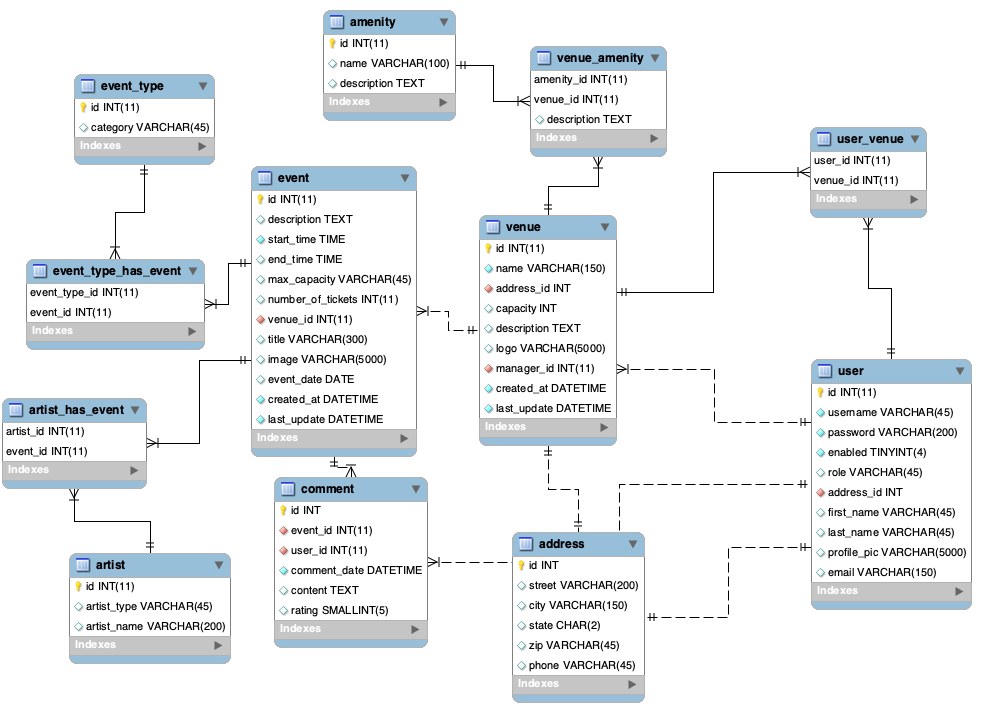 amenity
id INT(11)
name VARCHAR(100)
description TEXT
Indexes
venue_amenity
amenity_id INT(11)
venue_id INT(11)
description TEXT
Indexes
event_type
id INT(11)
category VARCHAR(45)
Indexes
user_venue
user_id INT(11)
venue_id INT(11)
Indexes
event
id INT(11)
description TEXT
start_time TIME
end_time TIME
max_capacity VARCHAR(45)
number_of_tickets INT(11)
venue_id INT(11)
title VARCHAR(300)
image VARCHAR(5000)
event_date DATE
created_at DATETIME
last_update DATETIME
Indexes
venue
id INT(11)
name VARCHAR(150)
address_id INT
capacity INT
description TEXT
logo VARCHAR(5000)
manager_id INT(11)
created_at DATETIME
last_update DATETIME
Indexes
event_type_has_event
event_type_id INT(11)
event_id INT(11)
Indexes
user
id INT(11)
username VARCHAR(45)
password VARCHAR(200)
enabled TINYINT(4)
role VARCHAR(45)
address_id INT
first_name VARCHAR(45)
last_name VARCHAR(45)
profile_pic VARCHAR(5000)
email VARCHAR(150)
Indexes
artist_has_event
artist_id INT(11)
event_id INT(11)
Indexes
comment
id INT
event_id INT(11)
user_id INT(11)
comment_date DATETIME
content TEXT
rating SMALLINT(5)
Indexes
address
id INT
street VARCHAR(200)
city VARCHAR(150)
state CHAR(2)
zip VARCHAR(45)
phone VARCHAR(45)
Indexes
artist
id INT(11)
artist_type VARCHAR(45)
artist_name VARCHAR(200)
Indexes